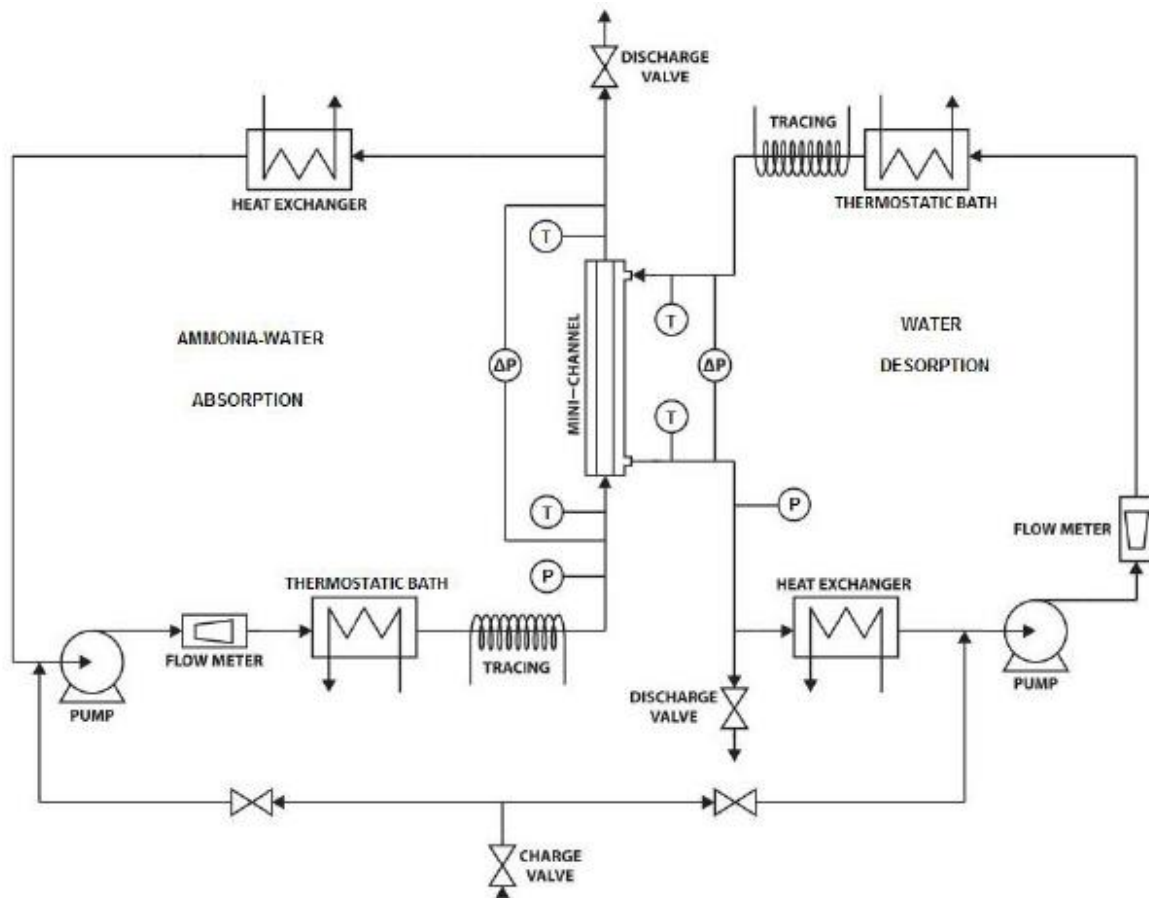 DISCHARGE
VALVE
TRACING
HEAT EXCHANGER
THERMOSTATIC BATH
T
T
AMMONIA-WATER
ABSORPTION
ΔP
MINI-CHANNEL
ΔP
WATER
DESORPTION
T
T
P
P
FLOW METER
THERMOSTATIC BATH
HEAT EXCHANGER
FLOW METER
TRACING
PUMP
PUMP
DISCHARGE
VALVE
CHARGE
VALVE